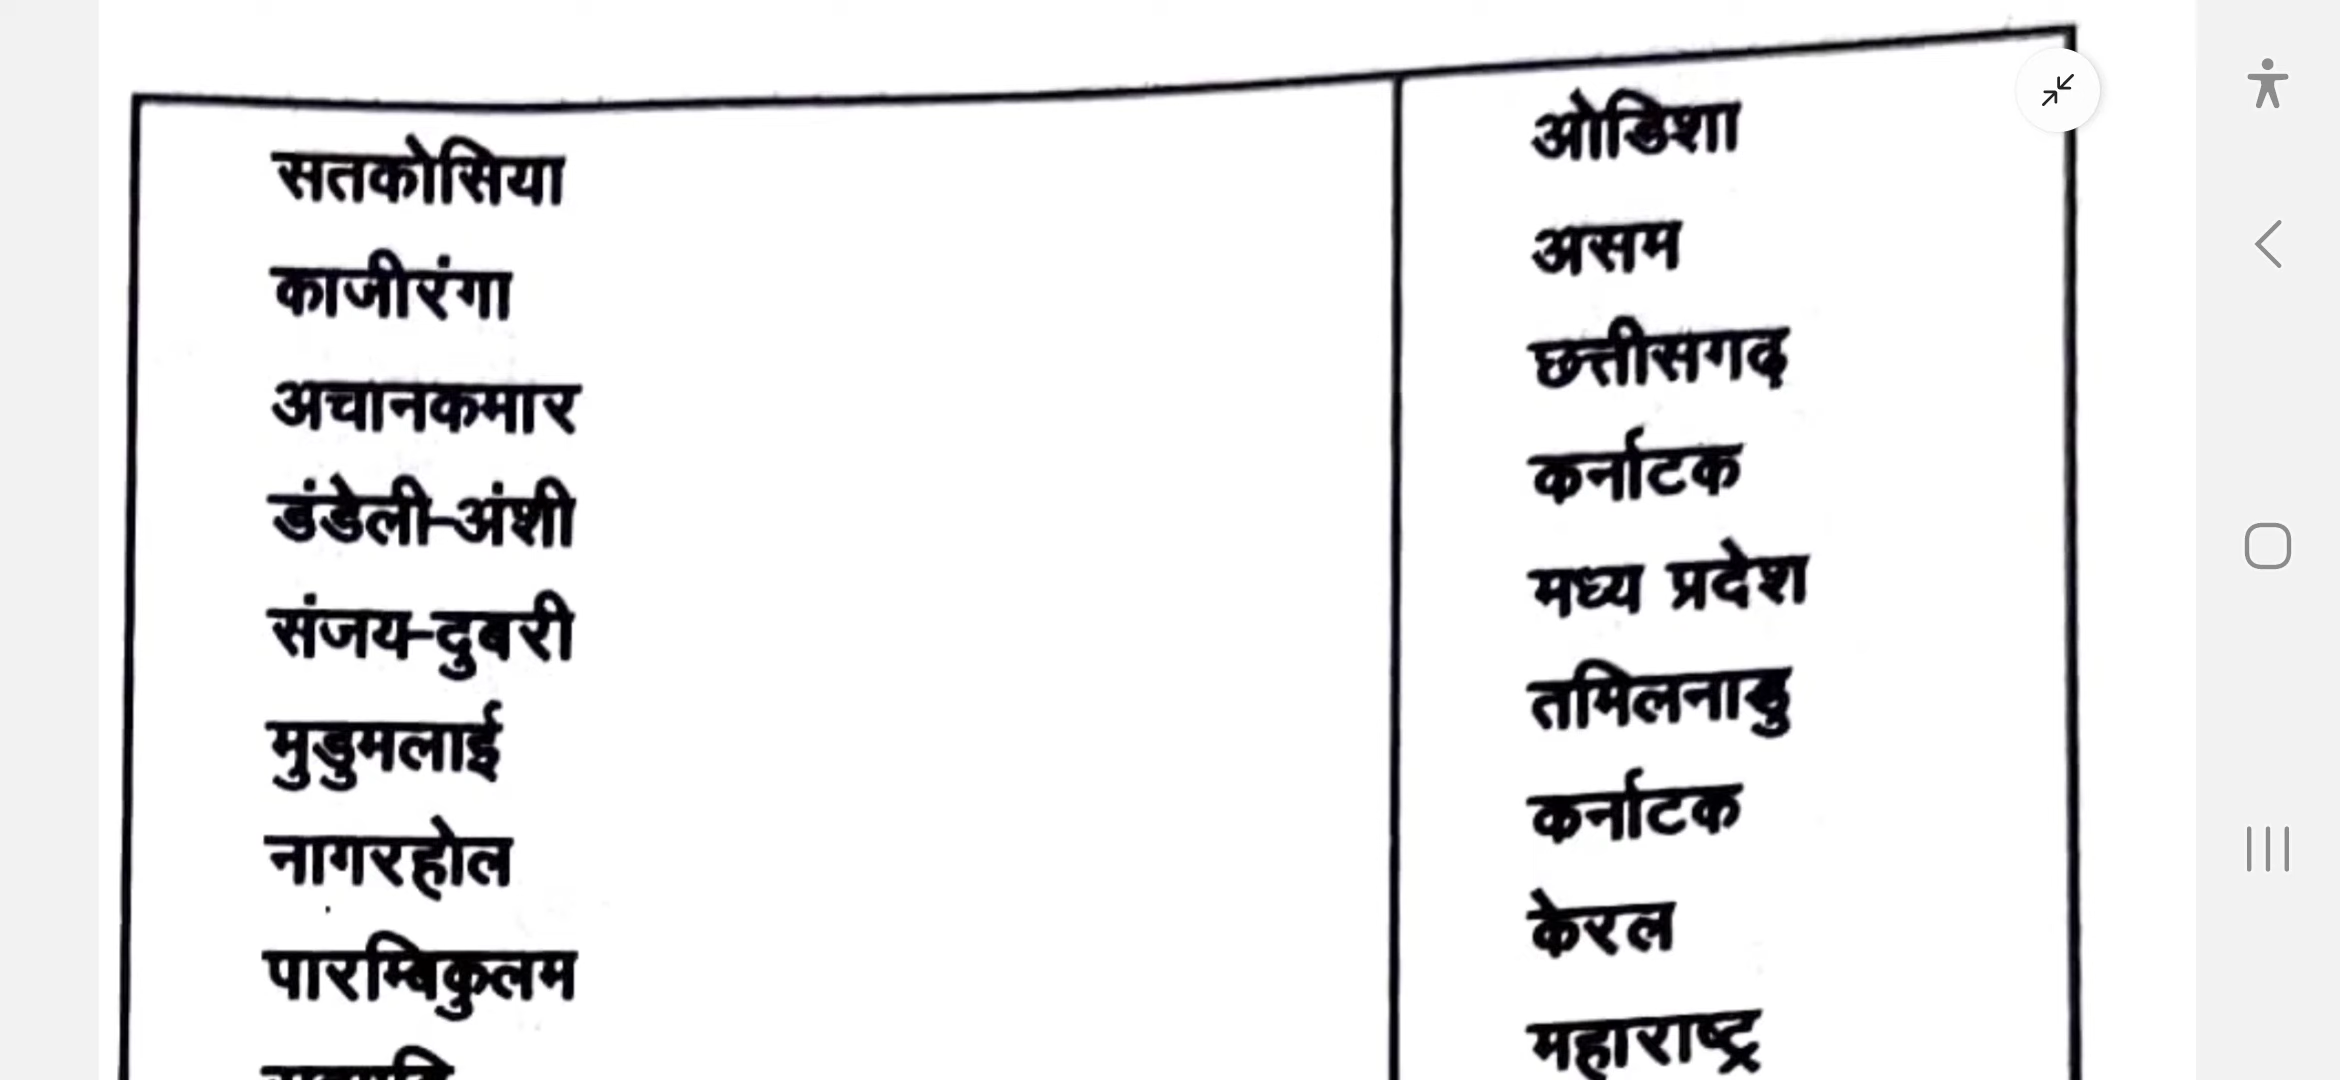 सतकोसिया ओडिशा
काजीरंगा असम
अचानकमार छत्तीसगढ़
डंडेली-अंशी कर्नाटक
संजय-दुबरी मध्य प्रदेश
मुडुमलाई तमिलनाडु
नागरहोल कर्नाटक
पारम्बिकुलम केरल
महाराष्ट्र